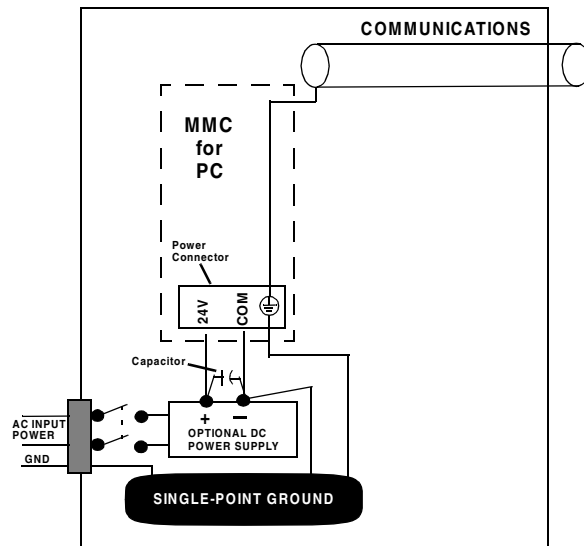 COMMUNICATIONS
MMC
for
PC
Power
Connector
24V
COM
Capacitor
+
–
AC INPUT
POWER
OPTIONAL DC
POWER SUPPLY
GND
SINGLE-POINT GROUND